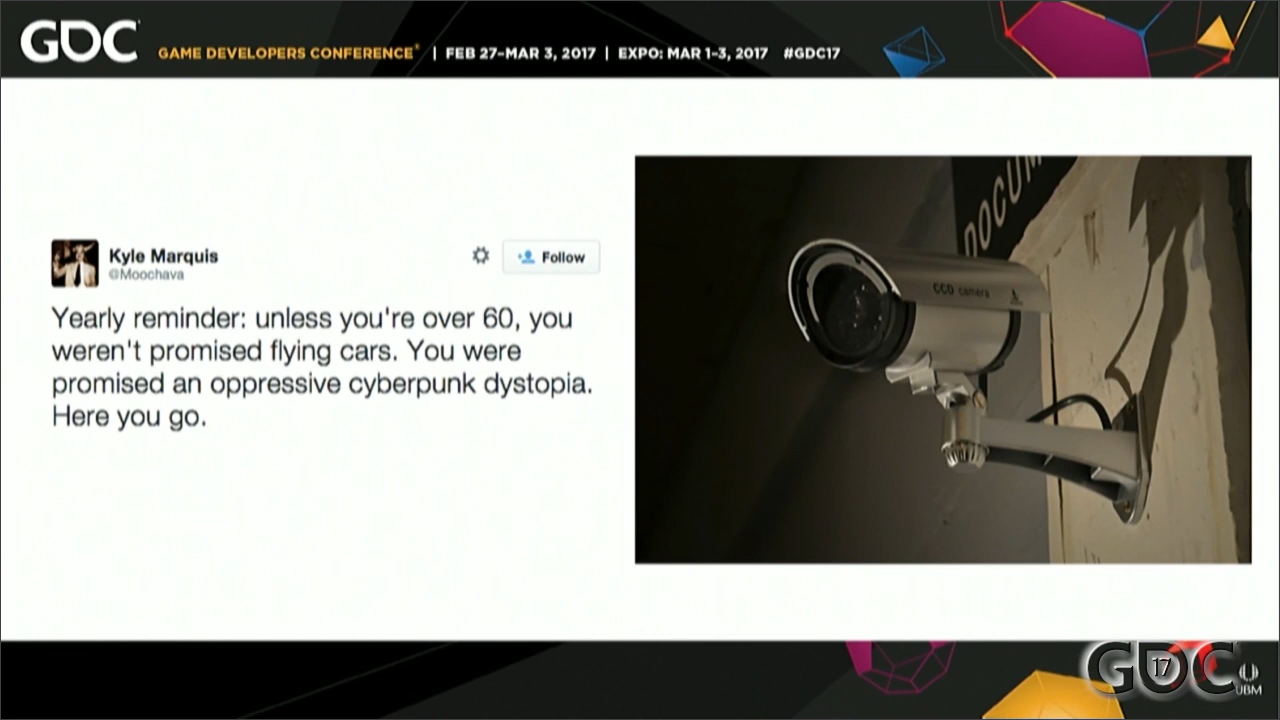 GDC GAME DEVELOPERS CONFERENCE® | FEB 27–MAR 3, 2017 | EXPO: MAR 1–3, 2017 #GDC17
Kyle Marquis
@Moochava
Follow
Yearly reminder: unless you're over 60, you
weren't promised flying cars. You were
promised an oppressive cyberpunk dystopia.
Here you go.
DOCUM
CCD camera
GDC 17
UBM